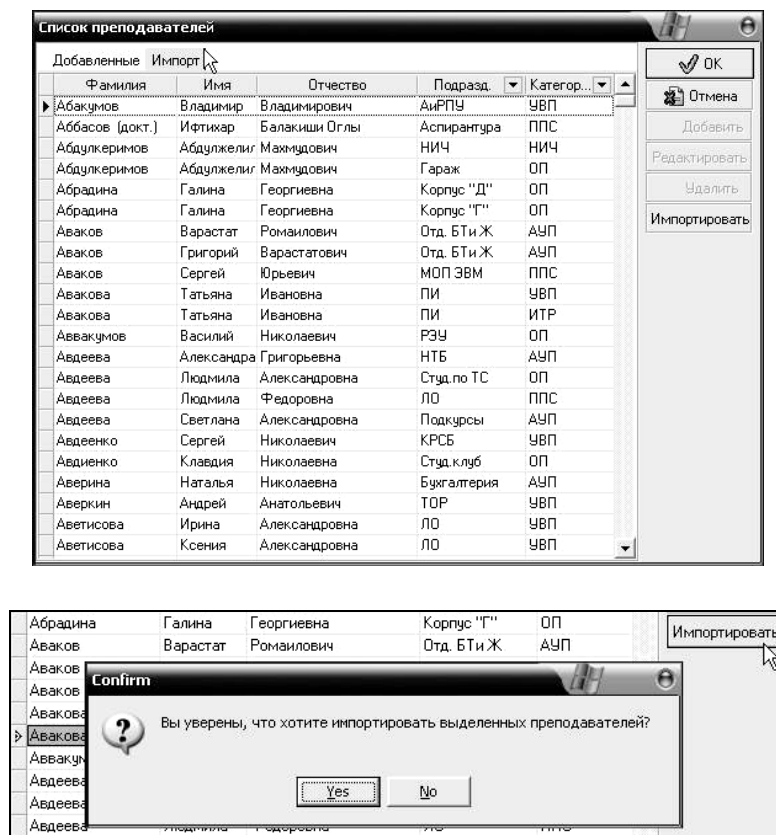 Список преподавателей
Добавленные Импорт
Фамилия Имя Отчество Подразд. Категор...
Абакумов Владимир Владимирович АиРПУ УВП
Аббасов (докт.) Ифтихар Балакиши Оглы Аспирантура ППС
Абдулкеримов Абдулжелил Махмудович НИЧ НИЧ
Абдулкеримов Абдулжелил Махмудович Гараж ОП
Абрадина Галина Георгиевна Корпус "Д" ОП
Абрадина Галина Георгиевна Корпус "Г" ОП
Аваков Варастат Ромаилович Отд. БТи Ж АУП
Аваков Григорий Варастатович Отд. БТи Ж АУП
Аваков Сергей Юрьевич МОП ЭВМ ППС
Авакова Татьяна Ивановна ПИ УВП
Авакова Татьяна Ивановна ПИ ИТР
Аввакумов Василий Николаевич РЭУ ОП
Авдеева Александра Григорьевна НТБ АУП
Авдеева Людмила Александровна Студ.по ТС ОП
Авдеева Людмила Федоровна ЛО ППС
Авдеева Светлана Александровна Подкурсы АУП
Авдеенко Сергей Николаевич КРСБ УВП
Авдиенко Клавдия Николаевна Студ.клуб ОП
Аверина Наталья Николаевна Бухгалтерия АУП
Аверкин Андрей Анатольевич ТОР УВП
Аветисова Ирина Александровна ЛО УВП
Аветисова Ксения Александровна ЛО УВП
OK
Отмена
Добавить
Редактировать
Удалить
Импортировать
Абрадина Галина Георгиевна Корпус "Г" ОП
Импортировать
Аваков Варастат Ромаилович Отд. БТи Ж АУП
Аваков
Аваков
Авакова
Авакова
Аввакум
Авдеева
Авдеева
Авдеева Людмила Федоровна ЛО ППС
Confirm
Вы уверены, что хотите импортировать выделенных преподавателей?
Yes No